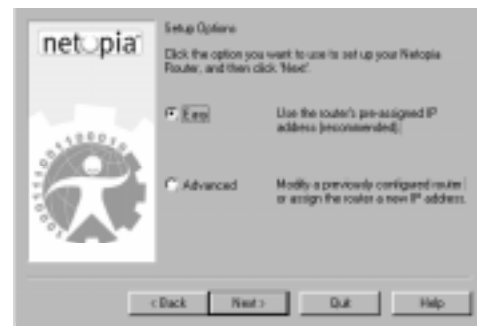 netopia
Setup Options
Click the option you want to use to set up your Netopia
Router, and then click 'Next'.
Easy
Use the router's pre-assigned IP
address (recommended).
Advanced
Modify a previously configured router
or assign the router a new IP address.
< Back
Next >
Quit
Help